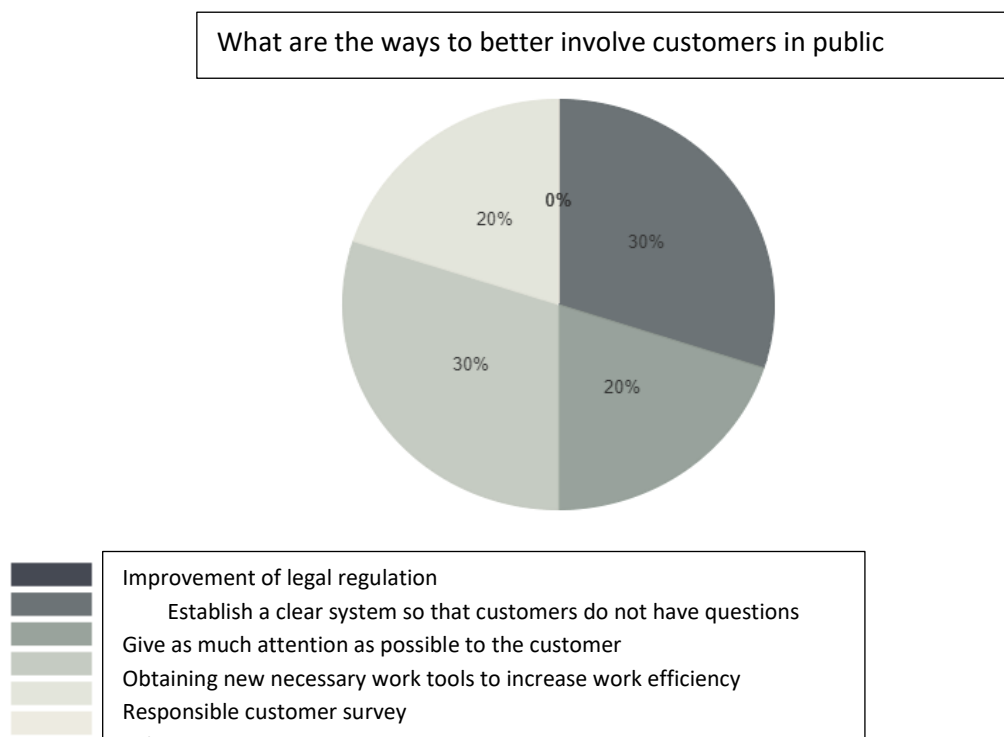 What are the ways to better involve customers in public
0%
20%
30%
30%
20%
Improvement of legal regulation
Establish a clear system so that customers do not have questions
Give as much attention as possible to the customer
Obtaining new necessary work tools to increase work efficiency
Responsible customer survey